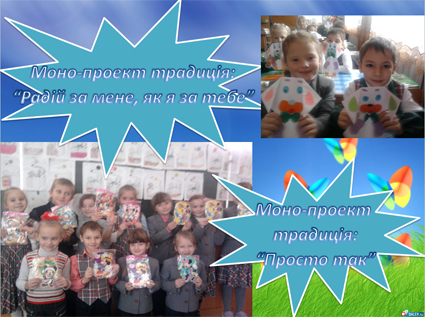 Моно-проект традиція:
“Радій за мене, як я за тебе”
Моно-проект
традиція:
“Просто так”